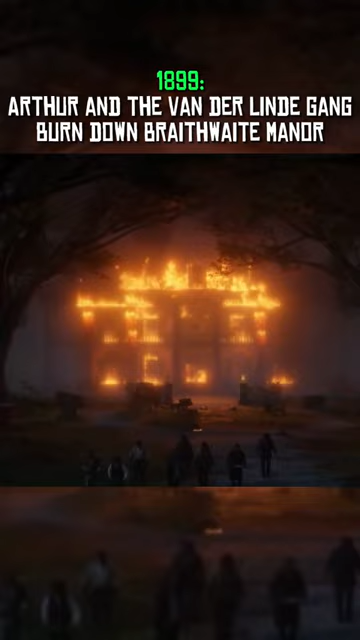 1899:
ARTHUR AND THE VAN DER LINDE GANG
BURN DOWN BRAITHWAITE MANOR